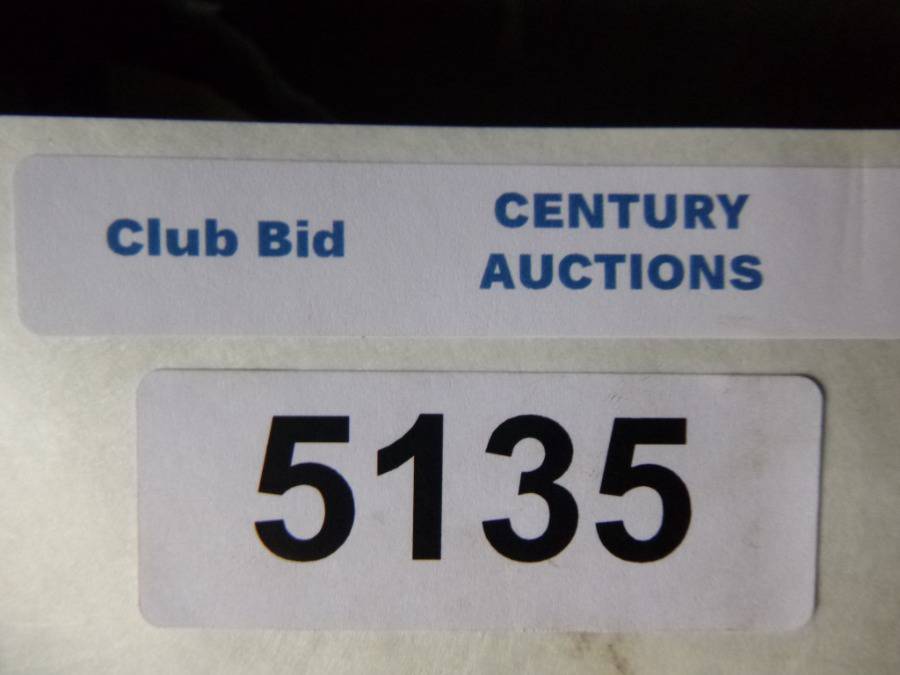 Club Bid
CENTURY
AUCTIONS
5135